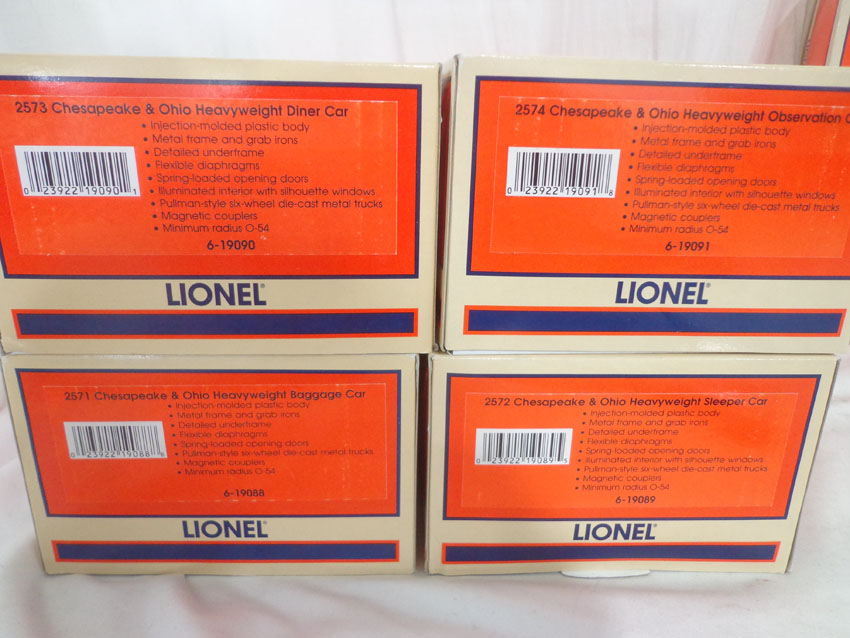 2573 Chesapeake & Ohio Heavyweight Diner Car
• Injection-molded plastic body
• Metal frame and grab irons
• Detailed underframe
• Flexible diaphragms
• Spring-loaded opening doors
• Illuminated interior with silhouette windows
• Pullman-style six-wheel die-cast metal trucks
• Magnetic couplers
• Minimum radius O-54
0 23922 19090 1
6-19090
LIONEL®
2574 Chesapeake & Ohio Heavyweight Observation
• Injection-molded plastic body
• Metal frame and grab irons
• Detailed underframe
• Flexible diaphragms
• Spring-loaded opening doors
• Illuminated interior with silhouette windows
• Pullman-style six-wheel die-cast metal trucks
• Magnetic couplers
• Minimum radius O-54
0 23922 19091 8
6-19091
LIONEL®
2571 Chesapeake & Ohio Heavyweight Baggage Car
• Injection-molded plastic body
• Metal frame and grab irons
• Detailed underframe
• Flexible diaphragms
• Spring-loaded opening doors
• Pullman-style six-wheel die-cast metal trucks
• Magnetic couplers
• Minimum radius O-54
0 23922 19088 8
6-19088
LIONEL®
2572 Chesapeake & Ohio Heavyweight Sleeper Car
• Injection-molded plastic body
• Metal frame and grab irons
• Detailed underframe
• Flexible diaphragms
• Spring-loaded opening doors
• Illuminated interior with silhouette windows
• Pullman-style six-wheel die-cast metal trucks
• Magnetic couplers
• Minimum radius O-54
0 23922 19089 5
6-19089
LIONEL®